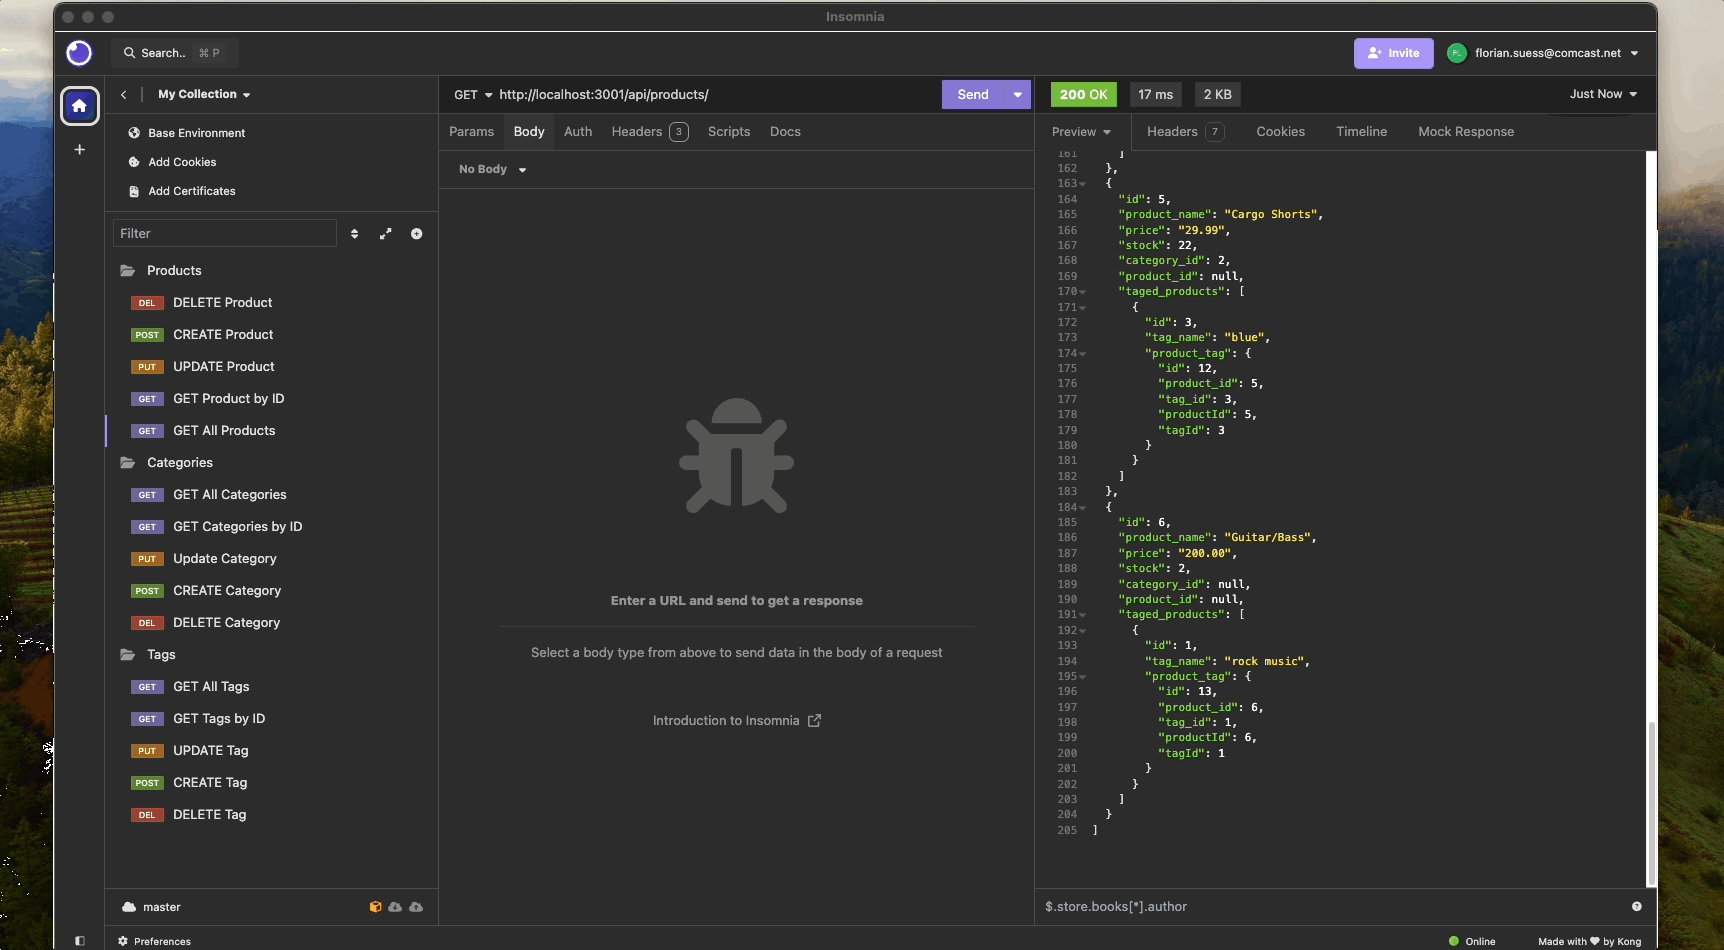 Insomnia
Search.. ⌘ P
Invite
FL florian.suess@comcast.net
My Collection
Base Environment
Add Cookies
Add Certificates
Filter
Products
DEL DELETE Product
POST CREATE Product
PUT UPDATE Product
GET GET Product by ID
GET GET All Products
Categories
GET GET All Categories
GET GET Categories by ID
PUT Update Category
POST CREATE Category
DEL DELETE Category
Tags
GET GET All Tags
GET GET Tags by ID
PUT UPDATE Tag
POST CREATE Tag
DEL DELETE Tag
master
Preferences
GET http://localhost:3001/api/products/ Send
Params Body Auth Headers 3 Scripts Docs
No Body
Enter a URL and send to get a response
Select a body type from above to send data in the body of a request
Introduction to Insomnia
200 OK 17 ms 2 KB Just Now
Preview Headers 7 Cookies Timeline Mock Response
161 ]
162 },
163 {
164 "id": 5,
165 "product_name": "Cargo Shorts",
166 "price": "29.99",
167 "stock": 22,
168 "category_id": 2,
169 "product_id": null,
170 "taged_products": [
171 {
172 "id": 3,
173 "tag_name": "blue",
174 "product_tag": {
175 "id": 12,
176 "product_id": 5,
177 "tag_id": 3,
178 "productId": 5,
179 "tagId": 3
180 }
181 }
182 ]
183 },
184 {
185 "id": 6,
186 "product_name": "Guitar/Bass",
187 "price": "200.00",
188 "stock": 2,
189 "category_id": null,
190 "product_id": null,
191 "taged_products": [
192 {
193 "id": 1,
194 "tag_name": "rock music",
195 "product_tag": {
196 "id": 13,
197 "product_id": 6,
198 "tag_id": 1,
199 "productId": 6,
200 "tagId": 1
201 }
202 }
203 ]
204 }
205 ]
$.store.books[*].author
Online
Made with ♥ by Kong